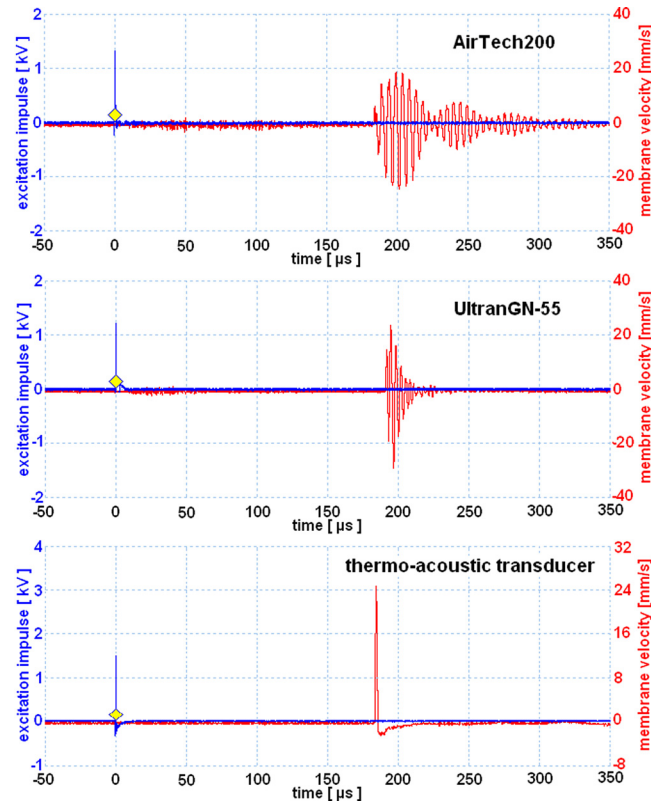 AirTech200
excitation impulse [ kV ]
2
1
0
-1
-2
40
20
0
-20
-40
membrane velocity [mm/s]
-50 0 50 100 150 200 250 300 350
time [ µs ]
UltranGN-55
excitation impulse [ kV ]
2
1
0
-1
-2
40
20
0
-20
-40
membrane velocity [mm/s]
-50 0 50 100 150 200 250 300 350
time [ µs ]
thermo-acoustic transducer
excitation impulse [ kV ]
4
3
2
1
0
-1
32
24
16
8
0
-8
membrane velocity [mm/s]
-50 0 50 100 150 200 250 300 350
time [ µs ]